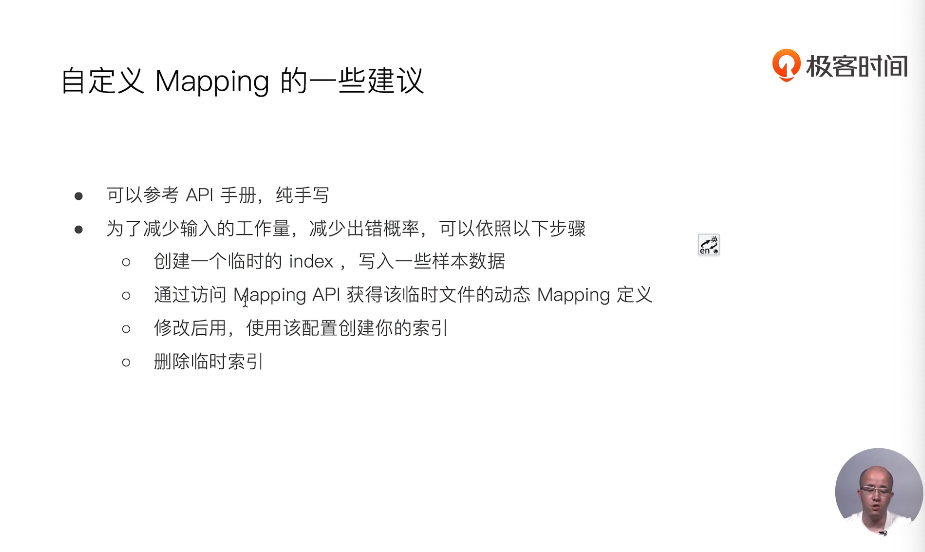 自定义 Mapping 的一些建议
极客时间
可以参考 API 手册，纯手写
为了减少输入的工作量，减少出错概率，可以依照以下步骤
创建一个临时的 index ，写入一些样本数据
通过访问 Mapping API 获得该临时文件的动态 Mapping 定义
修改后用，使用该配置创建你的索引
删除临时索引
en